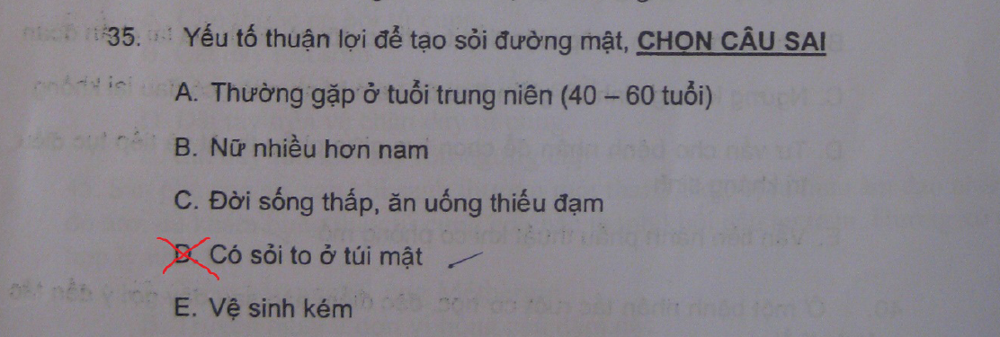 35. Yếu tố thuận lợi để tạo sỏi đường mật, CHỌN CÂU SAI
A. Thường gặp ở tuổi trung niên (40 – 60 tuổi)
B. Nữ nhiều hơn nam
C. Đời sống thấp, ăn uống thiếu đạm
D. Có sỏi to ở túi mật
E. Vệ sinh kém